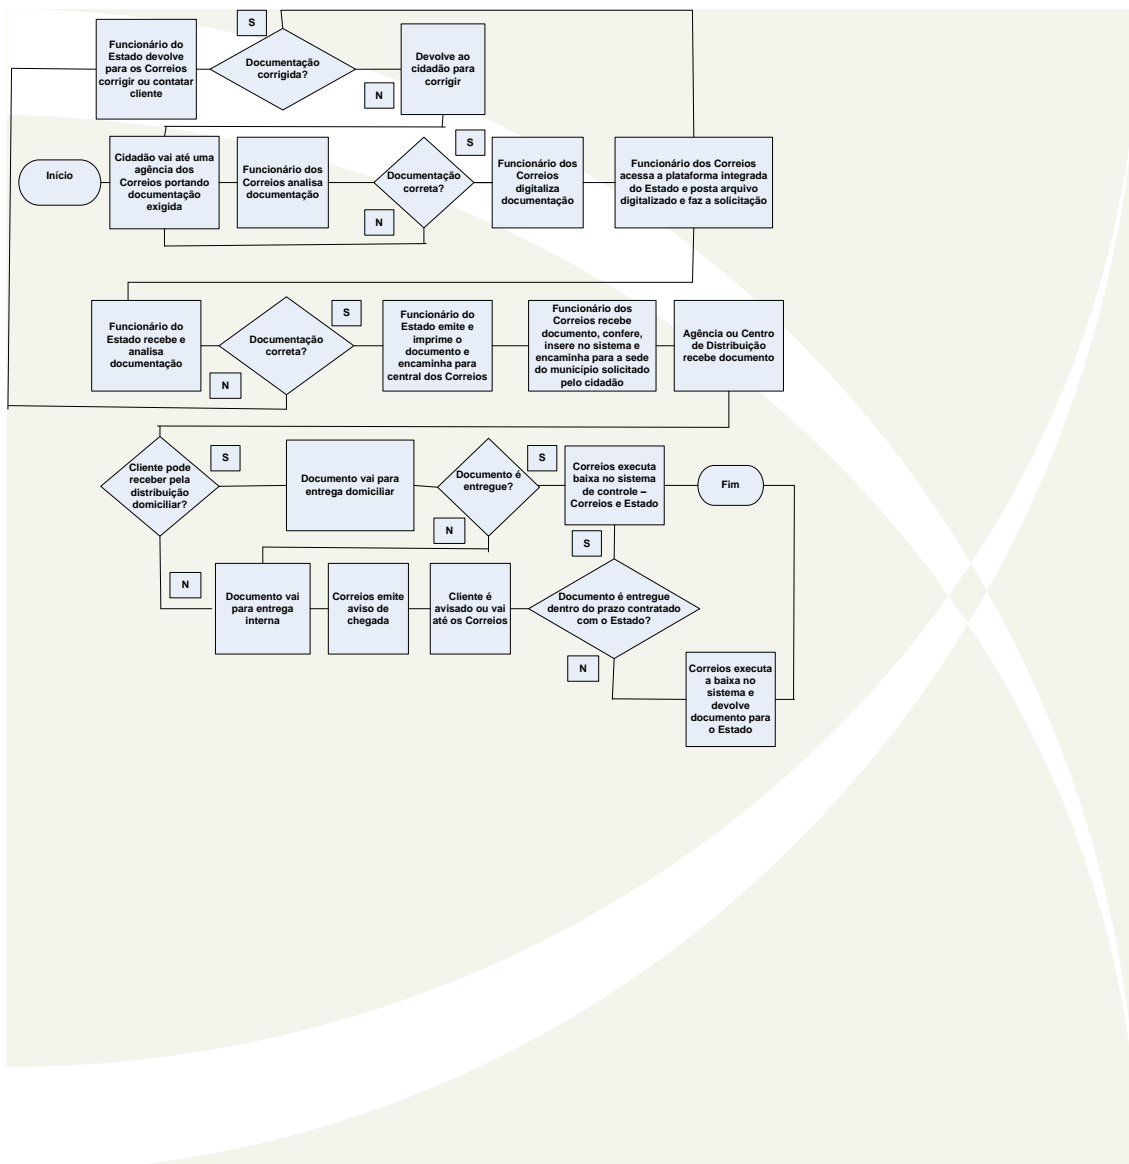 S
Funcionário do
Estado devolve
para os Correios
corrigir ou contatar
cliente
Documentação
corrigida?
Devolve ao
cidadão para
corrigir
N
Início
Cidadão vai até uma
agência dos
Correios portando
documentação
exigida
Funcionário dos
Correios analisa
documentação
Documentação
correta?
S
N
Funcionário dos
Correios
digitaliza
documentação
Funcionário dos Correios
acessa a plataforma integrada
do Estado e posta arquivo
digitalizado e faz a solicitação
Funcionário do
Estado recebe e
analisa
documentação
Documentação
correta?
S
N
Funcionário do
Estado emite e
imprime o
documento e
encaminha para
central dos Correios
Funcionário dos
Correios recebe
documento, confere,
insere no sistema e
encaminha para a sede
do município solicitado
pelo cidadão
Agência ou Centro
de Distribuição
recebe documento
Cliente pode
receber pela
distribuição
domiciliar?
S
Documento vai para
entrega domiciliar
Documento é
entregue?
S
N
Correios executa
baixa no sistema
de controle –
Correios e Estado
Fim
N
Documento vai
para entrega
interna
Correios emite
aviso de
chegada
Cliente é
avisado ou vai
até os Correios
S
Documento é entregue
dentro do prazo contratado
com o Estado?
N
Correios executa
a baixa no
sistema e
devolve
documento para
o Estado